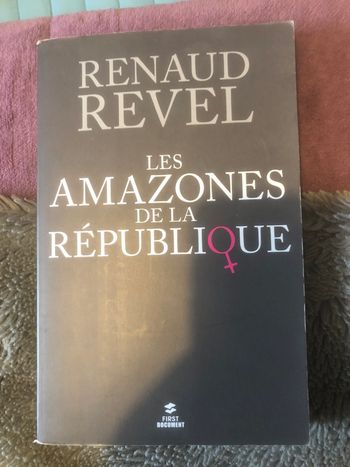 RENAUD
REVEL
LES
AMAZONES
DE LA
RÉPUBLIQUE
FIRST
DOCUMENT